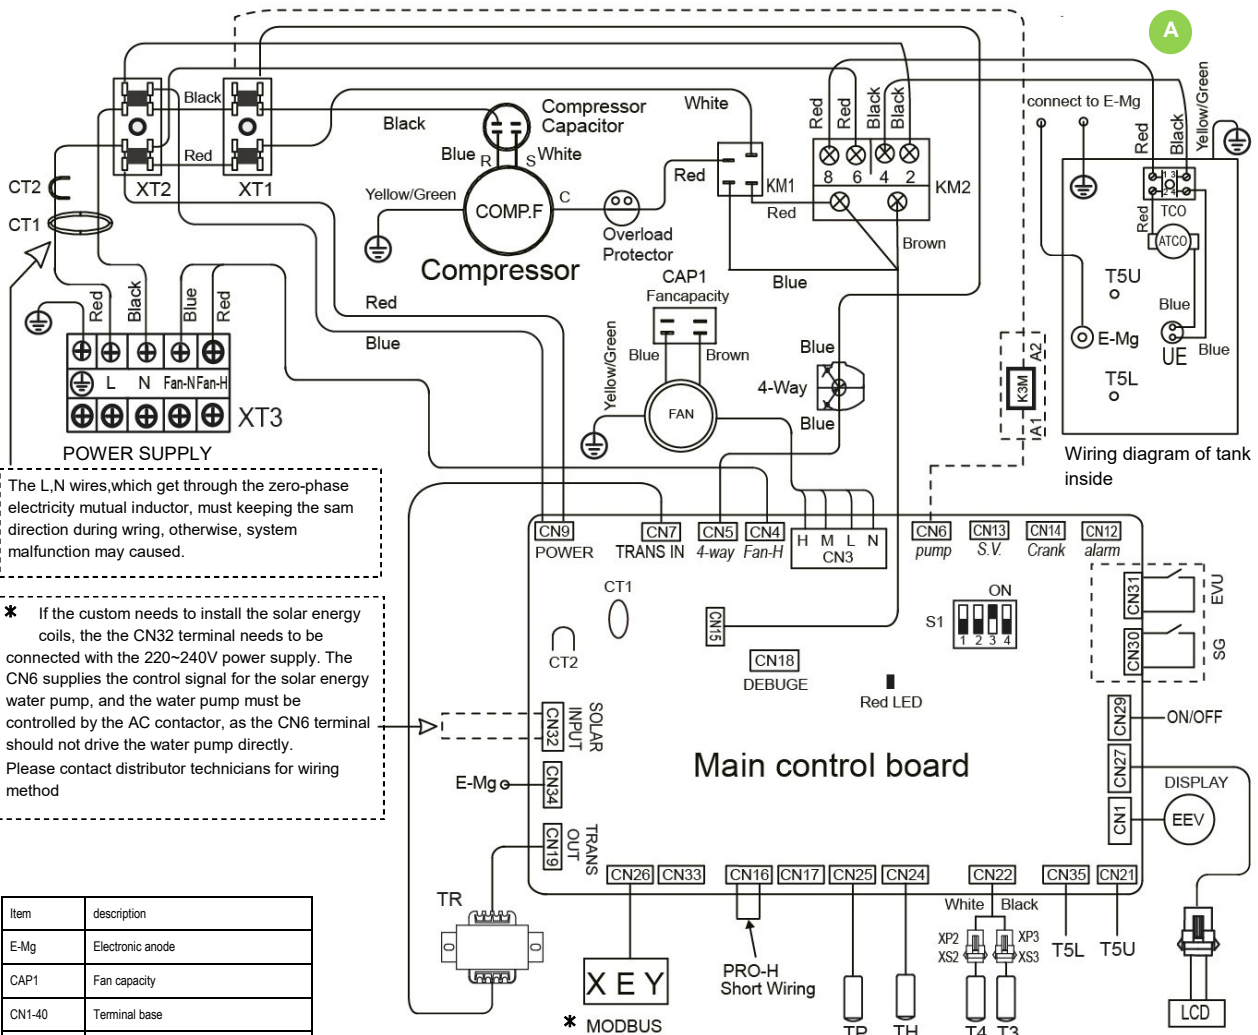 A
Black
Red
XT2
XT1
Black
Compressor
Capacitor
White
Blue
R
S
White
Yellow/Green
COMP.F
C
Compressor
Overload
Protector
Red
KM1
Red
Red
Red
Black
Black
8
6
4
2
KM2
Brown
Blue
connect to E-Mg
Red
Black
Yellow/Green
1 3
2 4
TCO
Red
ATCO
T5U
Blue
E-Mg
UE
Blue
T5L
Wiring diagram of tank
inside
CT2
CT1
Red
Black
Blue
Red
L
N
Fan-N
Fan-H
XT3
POWER SUPPLY
Red
Blue
CAP1
Fancapacity
Blue
Brown
Yellow/Green
FAN
Blue
4-Way
Blue
A2
K3M
A1
The L,N wires,which get through the zero-phase
electricity mutual inductor, must keeping the sam
direction during wring, otherwise, system
malfunction may caused.
✱ If the custom needs to install the solar energy
coils, the the CN32 terminal needs to be
connected with the 220~240V power supply. The
CN6 supplies the control signal for the solar energy
water pump, and the water pump must be
controlled by the AC contactor, as the CN6 terminal
should not drive the water pump directly.
Please contact distributor technicians for wiring
method
CN9
POWER
CN7
TRANS IN
CN5
4-way
CN4
Fan-H
H M L N
CN3
CN6
pump
CN13
S.V.
CN14
Crank
CN12
alarm
CT1
CT2
CN15
CN18
DEBUGE
ON
S1
1 2 3 4
Red LED
CN31
EVU
CN30
SG
CN29
ON/OFF
CN27
CN1
DISPLAY
EEV
CN32
SOLAR
INPUT
E-Mg
CN34
CN19
TRANS
OUT
Main control board
CN26
CN33
CN16
CN17
CN25
CN24
CN22
CN35
CN21
White
Black
XP2
XS2
XP3
XS3
T5L
T5U
TR
XEY
✱ MODBUS
PRO-H
Short Wiring
TP
TH
T4
T3
LCD
Item description
E-Mg Electronic anode
CAP1 Fan capacity
CN1-40 Terminal base